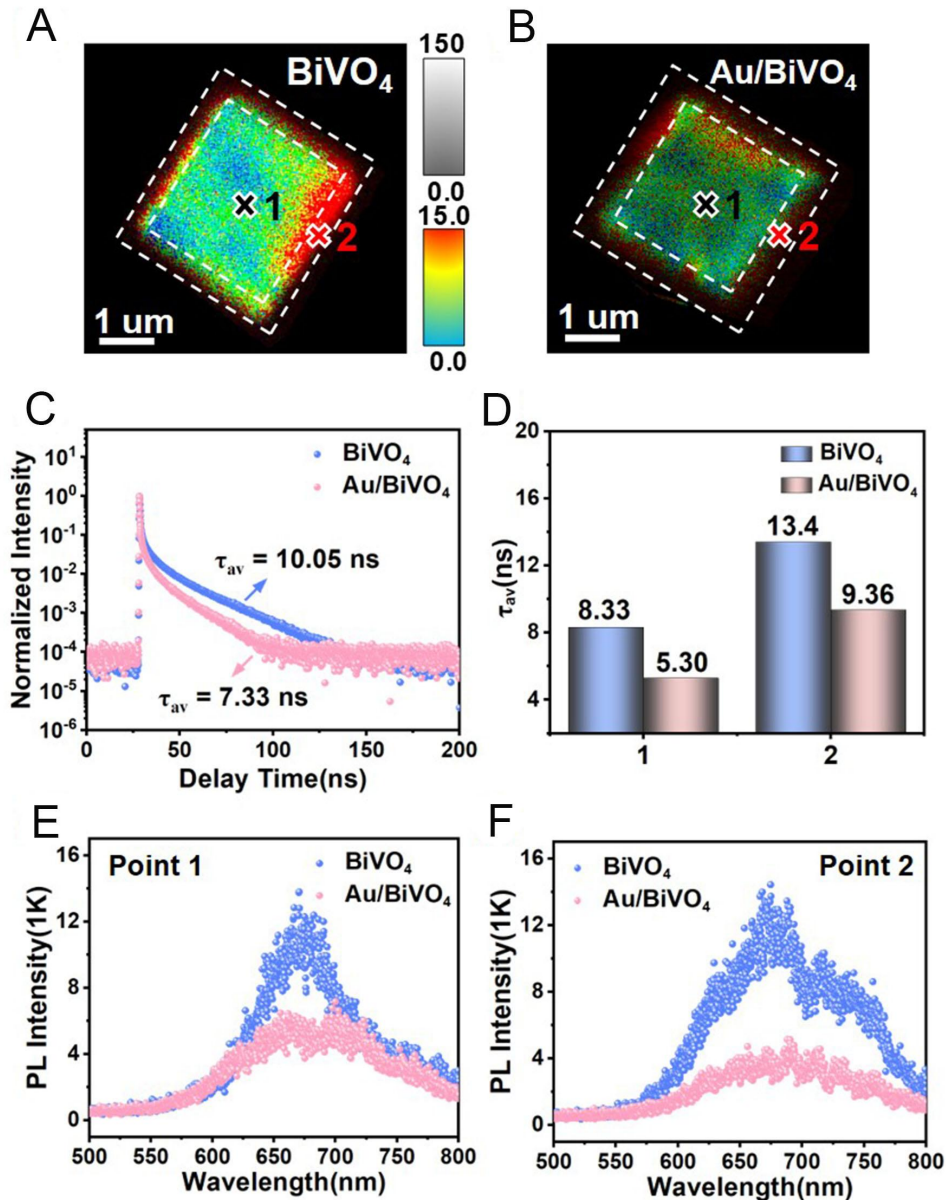 A
BiVO4
1
2
1 um
150
0.0
15.0
0.0
B
Au/BiVO4
1
2
1 um
C
Normalized Intensity
10^1
10^0
10^-1
10^-2
10^-3
10^-4
10^-5
10^-6
BiVO4
Au/BiVO4
τav = 10.05 ns
τav = 7.33 ns
0 50 100 150 200
Delay Time(ns)
D
τav(ns)
20
16
12
8
4
BiVO4
Au/BiVO4
8.33
5.30
13.4
9.36
1 2
E
PL Intensity(1K)
16
12
8
4
0
Point 1
BiVO4
Au/BiVO4
500 550 600 650 700 750 800
Wavelength(nm)
F
PL Intensity(1K)
16
12
8
4
0
BiVO4
Au/BiVO4
Point 2
500 550 600 650 700 750 800
Wavelength(nm)